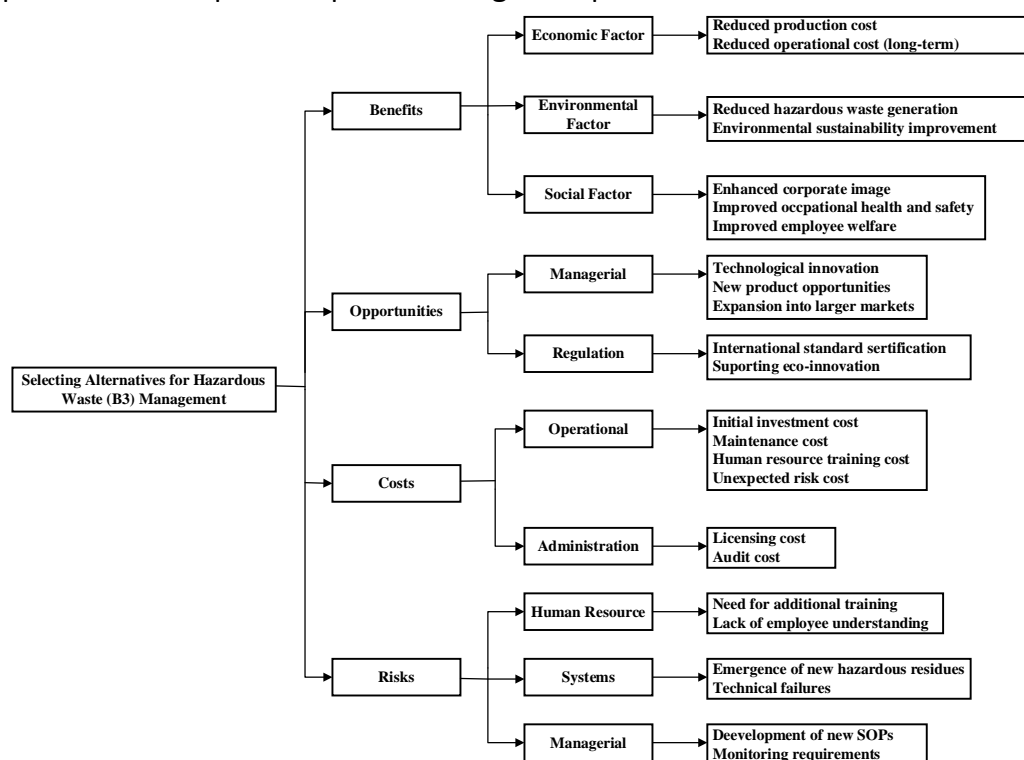 Selecting Alternatives for Hazardous
Waste (B3) Management
Benefits
Economic Factor
Reduced production cost
Reduced operational cost (long-term)
Environmental
Factor
Reduced hazardous waste generation
Environmental sustainability improvement
Social Factor
Enhanced corporate image
Improved occpational health and safety
Improved employee welfare
Opportunities
Managerial
Technological innovation
New product opportunities
Expansion into larger markets
Regulation
International standard sertification
Suporting eco-innovation
Costs
Operational
Initial investment cost
Maintenance cost
Human resource training cost
Unexpected risk cost
Administration
Licensing cost
Audit cost
Risks
Human Resource
Need for additional training
Lack of employee understanding
Systems
Emergence of new hazardous residues
Technical failures
Managerial
Deevelopment of new SOPs
Monitoring requirements